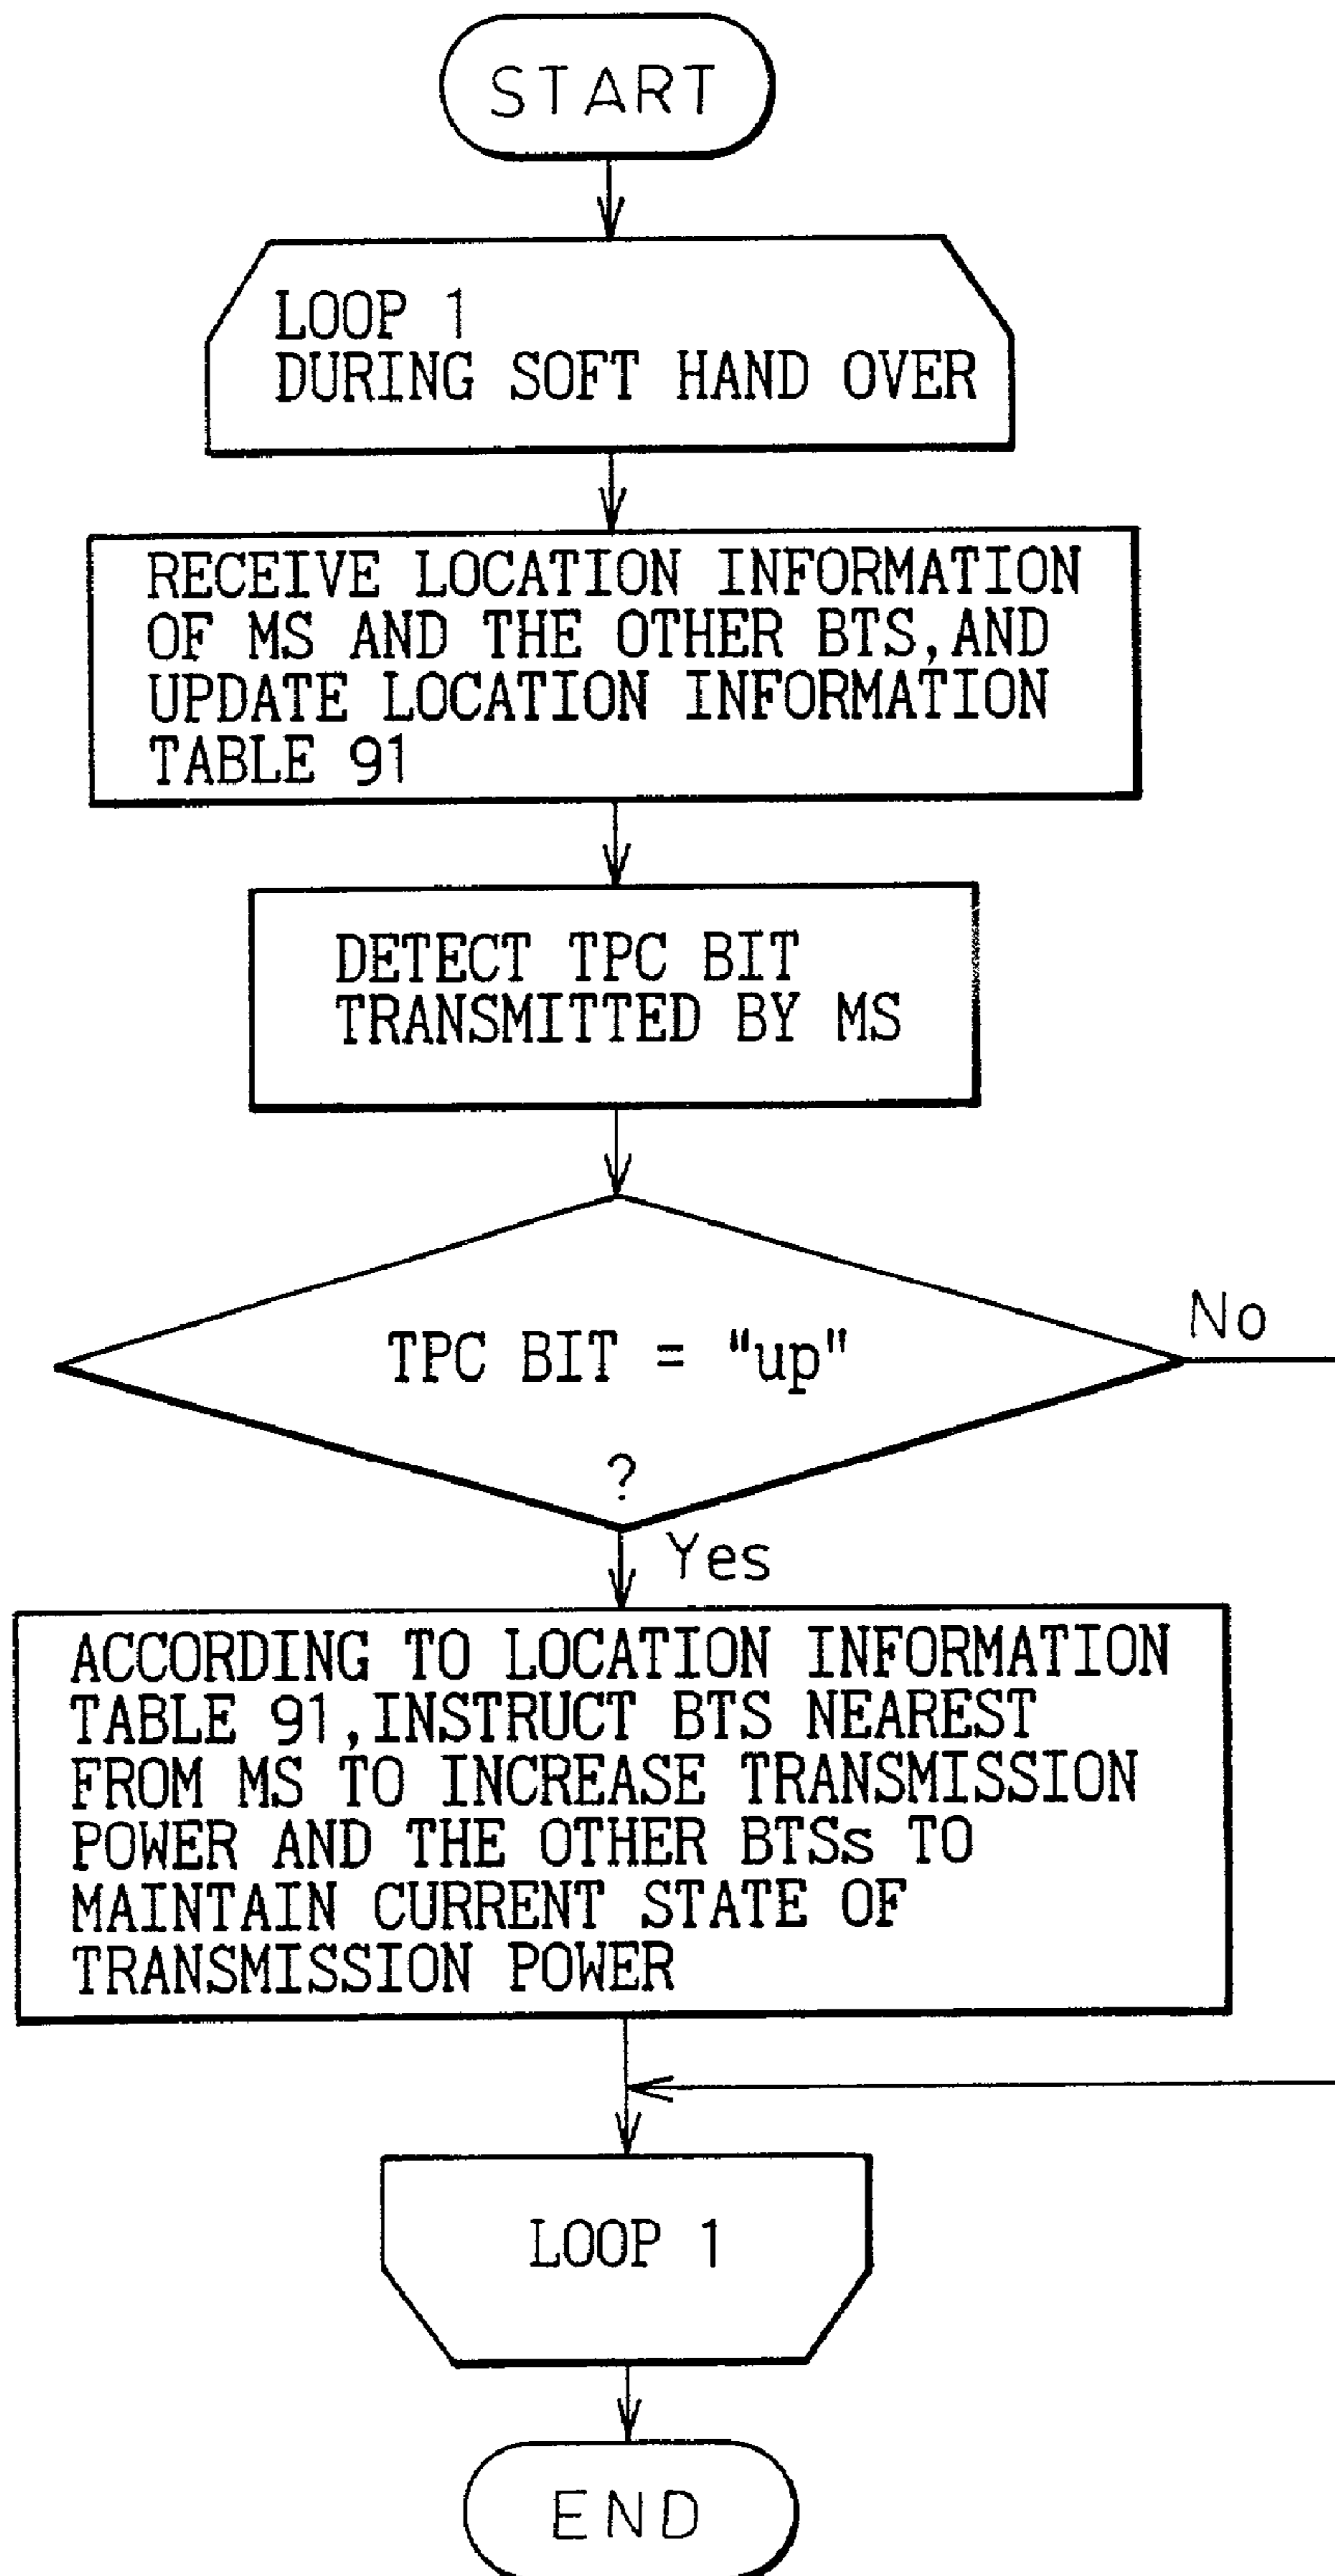 START
LOOP 1
DURING SOFT HAND OVER
RECEIVE LOCATION INFORMATION
OF MS AND THE OTHER BTS,AND
UPDATE LOCATION INFORMATION
TABLE 91
DETECT TPC BIT
TRANSMITTED BY MS
TPC BIT = "up"
?
No
Yes
ACCORDING TO LOCATION INFORMATION
TABLE 91,INSTRUCT BTS NEAREST
FROM MS TO INCREASE TRANSMISSION
POWER AND THE OTHER BTSs TO
MAINTAIN CURRENT STATE OF
TRANSMISSION POWER
LOOP 1
END